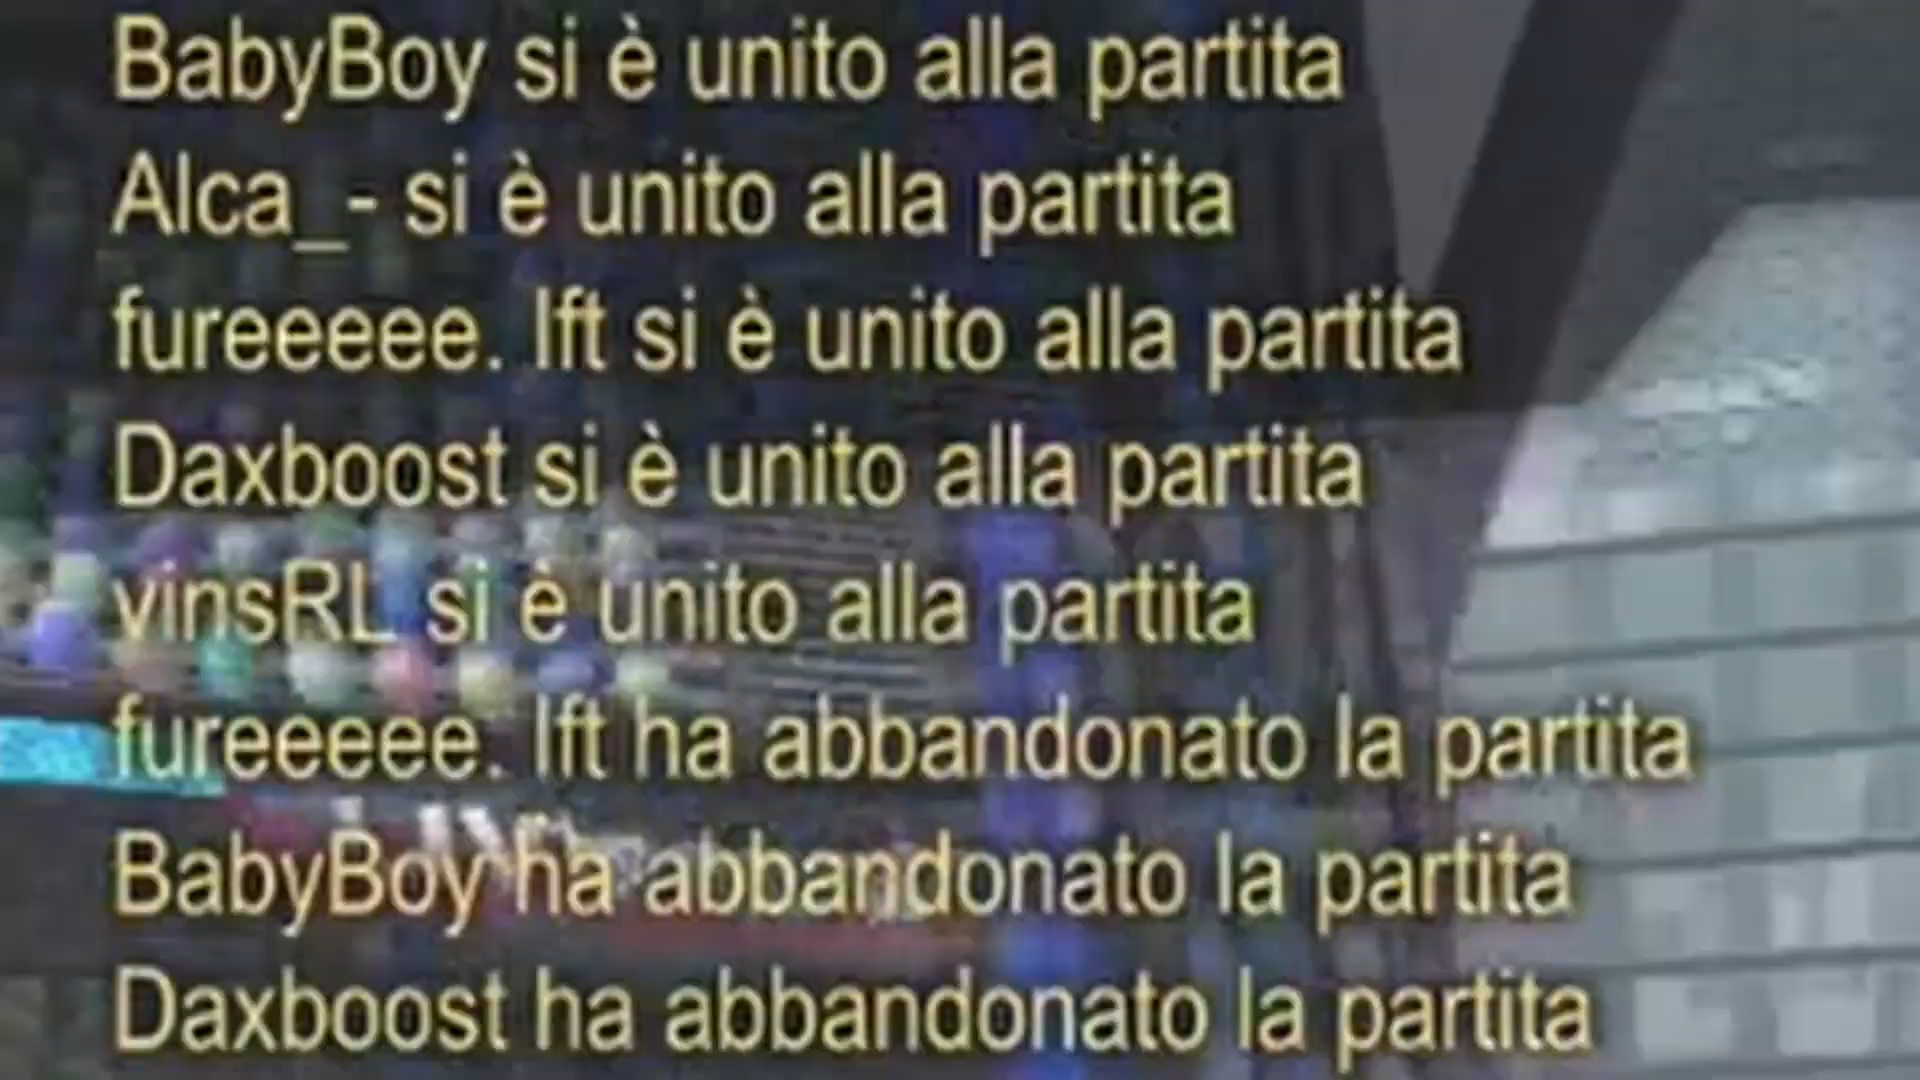 BabyBoy si è unito alla partita
Alca_- si è unito alla partita
fureeeee. lft si è unito alla partita
Daxboost si è unito alla partita
vinsRL si è unito alla partita
fureeeee. lft ha abbandonato la partita
BabyBoy ha abbandonato la partita
Daxboost ha abbandonato la partita